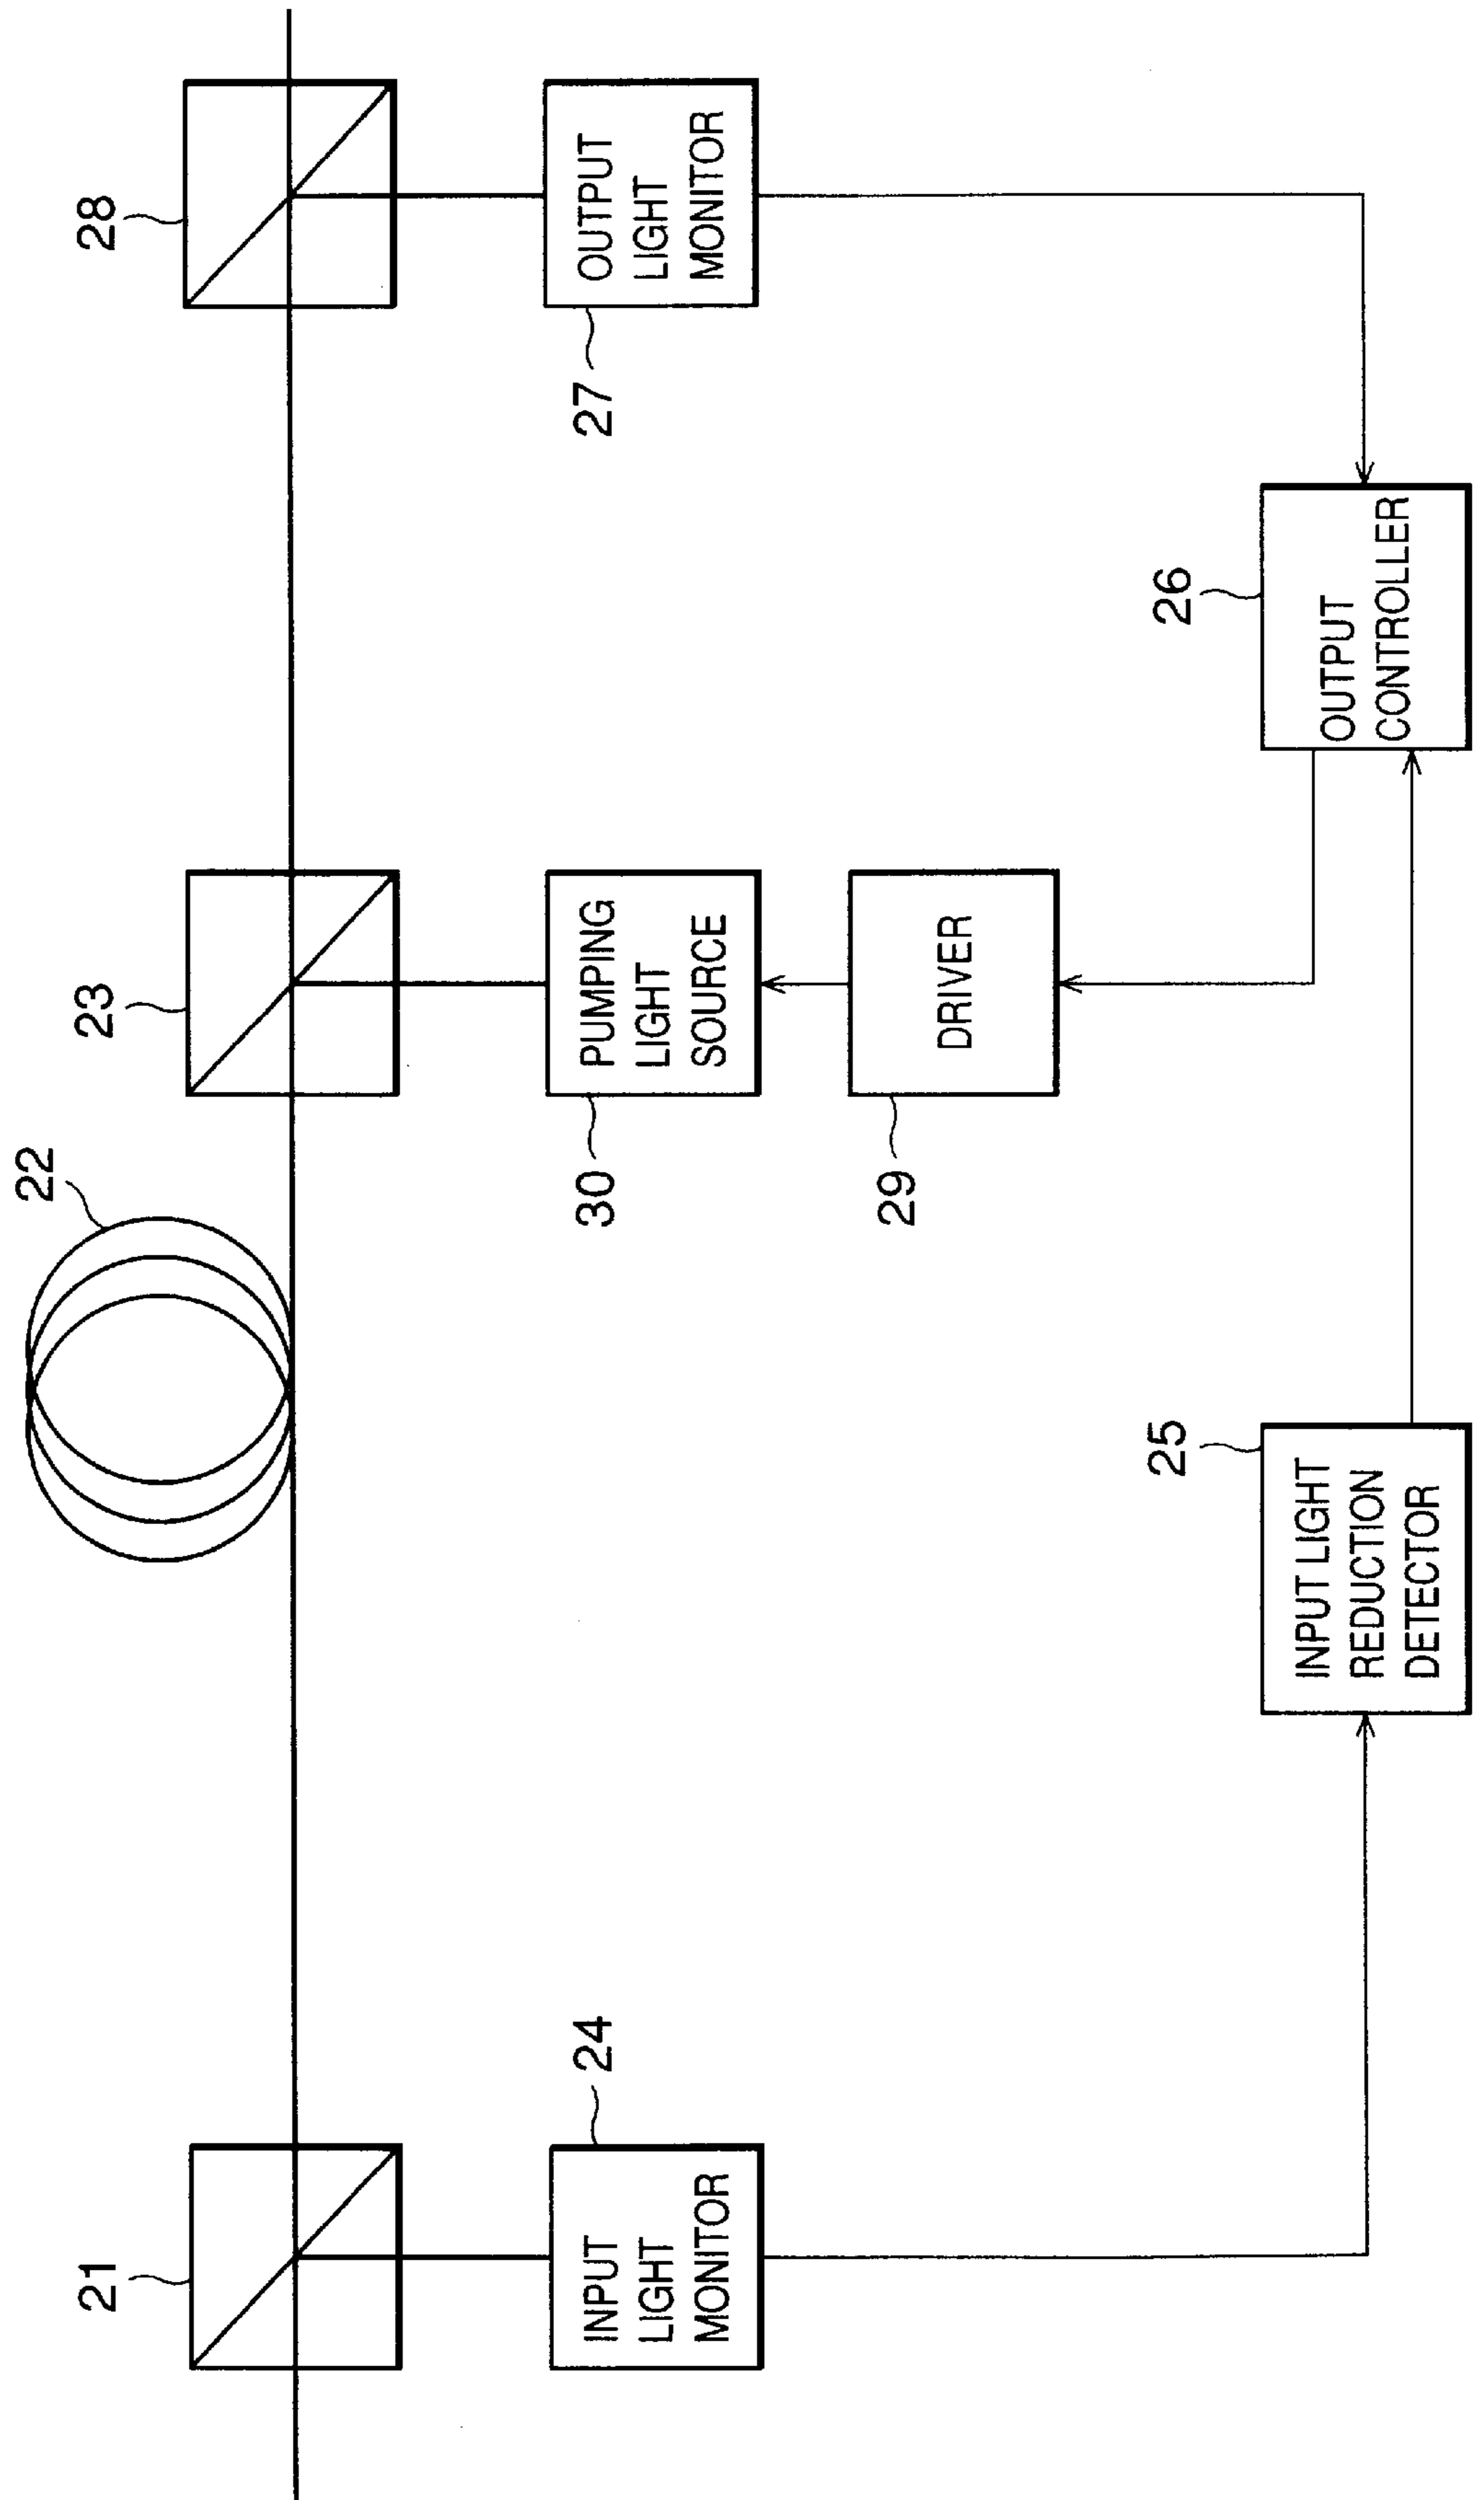 22
21
23
28
24
INPUT
LIGHT
MONITOR
30
PUMPING
LIGHT
SOURCE
27
OUTPUT
LIGHT
MONITOR
29
DRIVER
25
INPUT LIGHT
REDUCTION
DETECTOR
26
OUTPUT
CONTROLLER